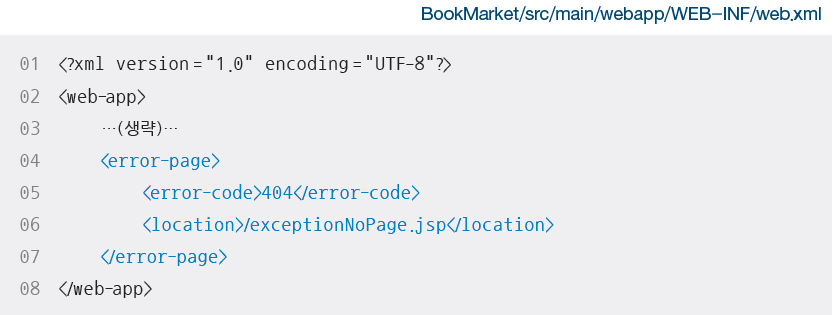 BookMarket/src/main/webapp/WEB-INF/web.xml
01 <?xml version="1.0" encoding="UTF-8"?>
02 <web-app>
03 …(생략)…
04 <error-page>
05 <error-code>404</error-code>
06 <location>/exceptionNoPage.jsp</location>
07 </error-page>
08 </web-app>